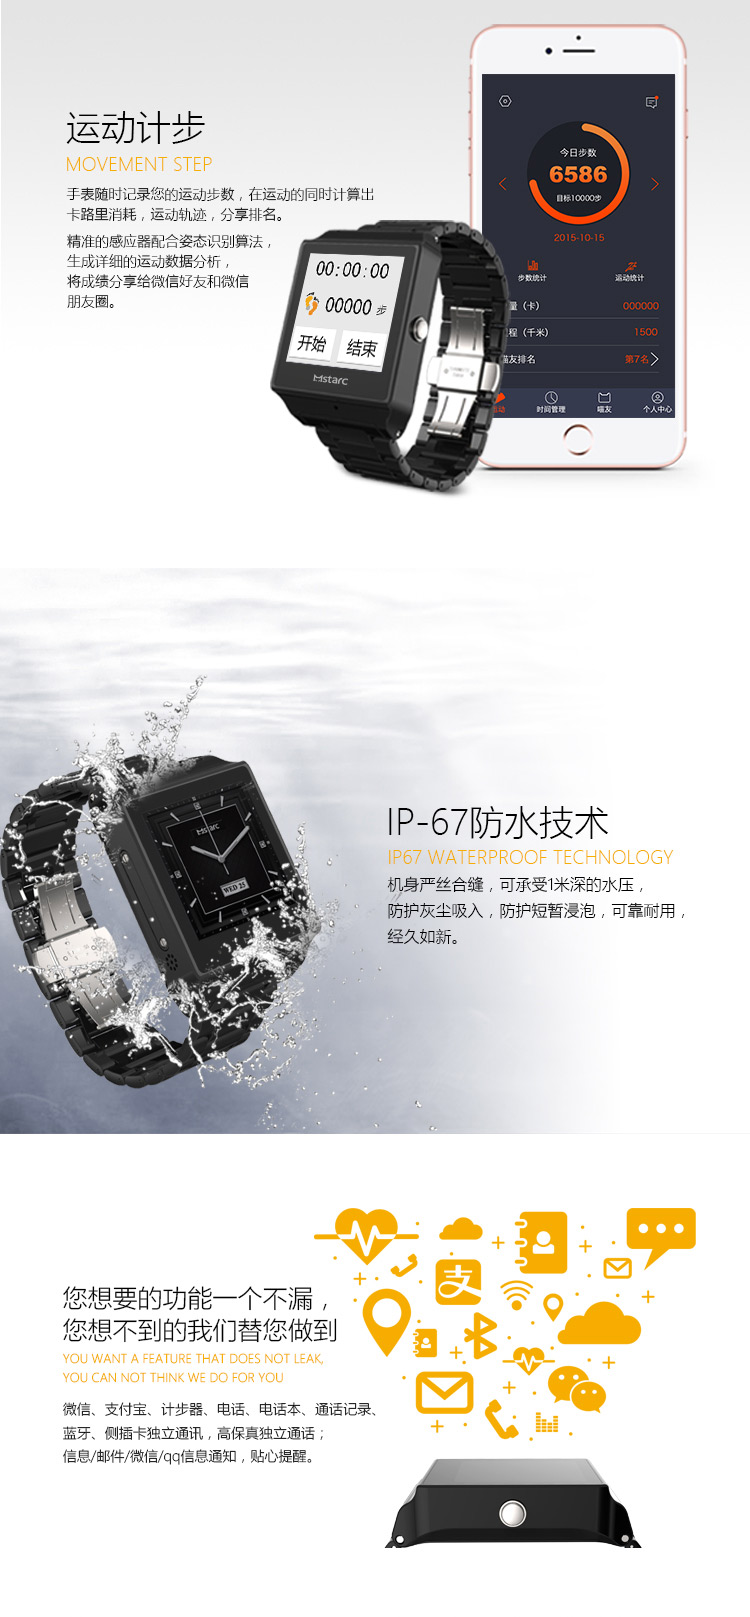 运动计步
MOVEMENT STEP
手表随时记录您的运动步数，在运动的同时计算出
卡路里消耗，运动轨迹，分享排名。
精准的感应器配合姿态识别算法，
生成详细的运动数据分析，
将成绩分享给微信好友和微信
朋友圈。
00:00:00
00000 步
开始 结束
Mstarc
今日步数
6586
目标10000步
2015-10-15
步数统计 运动统计
量（卡） 000000
程（千米） 1500
喵友排名 第7名
动 时间管理 喵友 个人中心
Mstarc
WED 25
IP-67防水技术
IP67 WATERPROOF TECHNOLOGY
机身严丝合缝，可承受1米深的水压，
防护灰尘吸入，防护短暂浸泡，可靠耐用，
经久如新。
支
您想要的功能一个不漏，
您想不到的我们替您做到
YOU WANT A FEATURE THAT DOES NOT LEAK,
YOU CAN NOT THINK WE DO FOR YOU
微信、支付宝、计步器、电话、电话本、通话记录、
蓝牙、侧插卡独立通讯，高保真独立通话；
信息/邮件/微信/qq信息通知，贴心提醒。